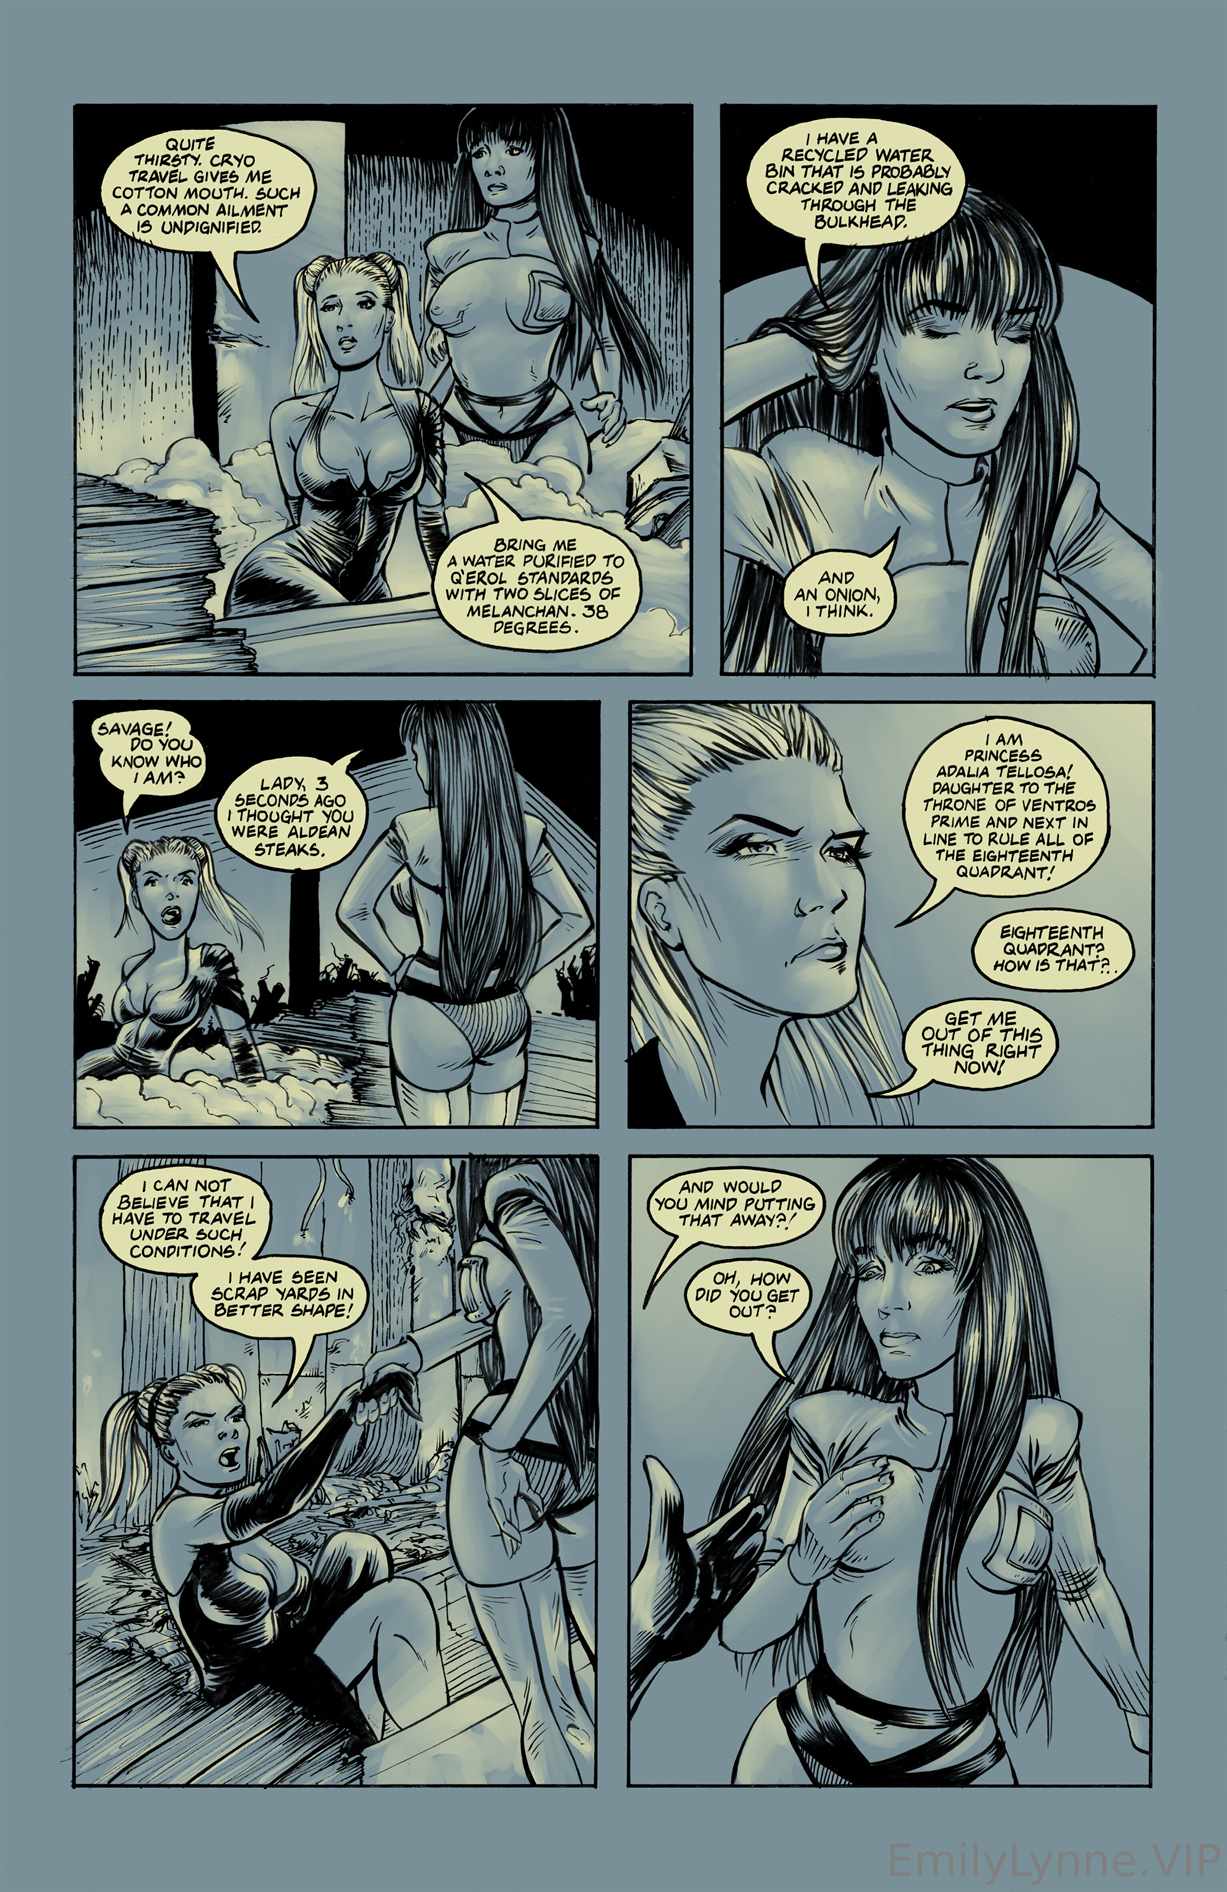 QUITE
THIRSTY. CRYO
TRAVEL GIVES ME
COTTON MOUTH. SUCH
A COMMON AILMENT
IS UNDIGNIFIED.
BRING ME
A WATER PURIFIED TO
Q'EROL STANDARDS
WITH TWO SLICES OF
MELANCHAN. 38
DEGREES.
I HAVE A
RECYCLED WATER
BIN THAT IS PROBABLY
CRACKED AND LEAKING
THROUGH THE
BULKHEAD.
AND
AN ONION,
I THINK.
SAVAGE!
DO YOU
KNOW WHO
I AM?
LADY, 3
SECONDS AGO
I THOUGHT YOU
WERE ALDEAN
STEAKS.
I AM
PRINCESS
ADALIA TELLOSA!
DAUGHTER TO THE
THRONE OF VENTROS
PRIME AND NEXT IN
LINE TO RULE ALL OF
THE EIGHTEENTH
QUADRANT!
EIGHTEENTH
QUADRANT?
HOW IS THAT?..
GET ME
OUT OF THIS
THING RIGHT
NOW!
I CAN NOT
BELIEVE THAT I
HAVE TO TRAVEL
UNDER SUCH
CONDITIONS!
I HAVE SEEN
SCRAP YARDS IN
BETTER SHAPE!
AND WOULD
YOU MIND PUTTING
THAT AWAY?!
OH, HOW
DID YOU GET
OUT?
EmilyLynne.VIP